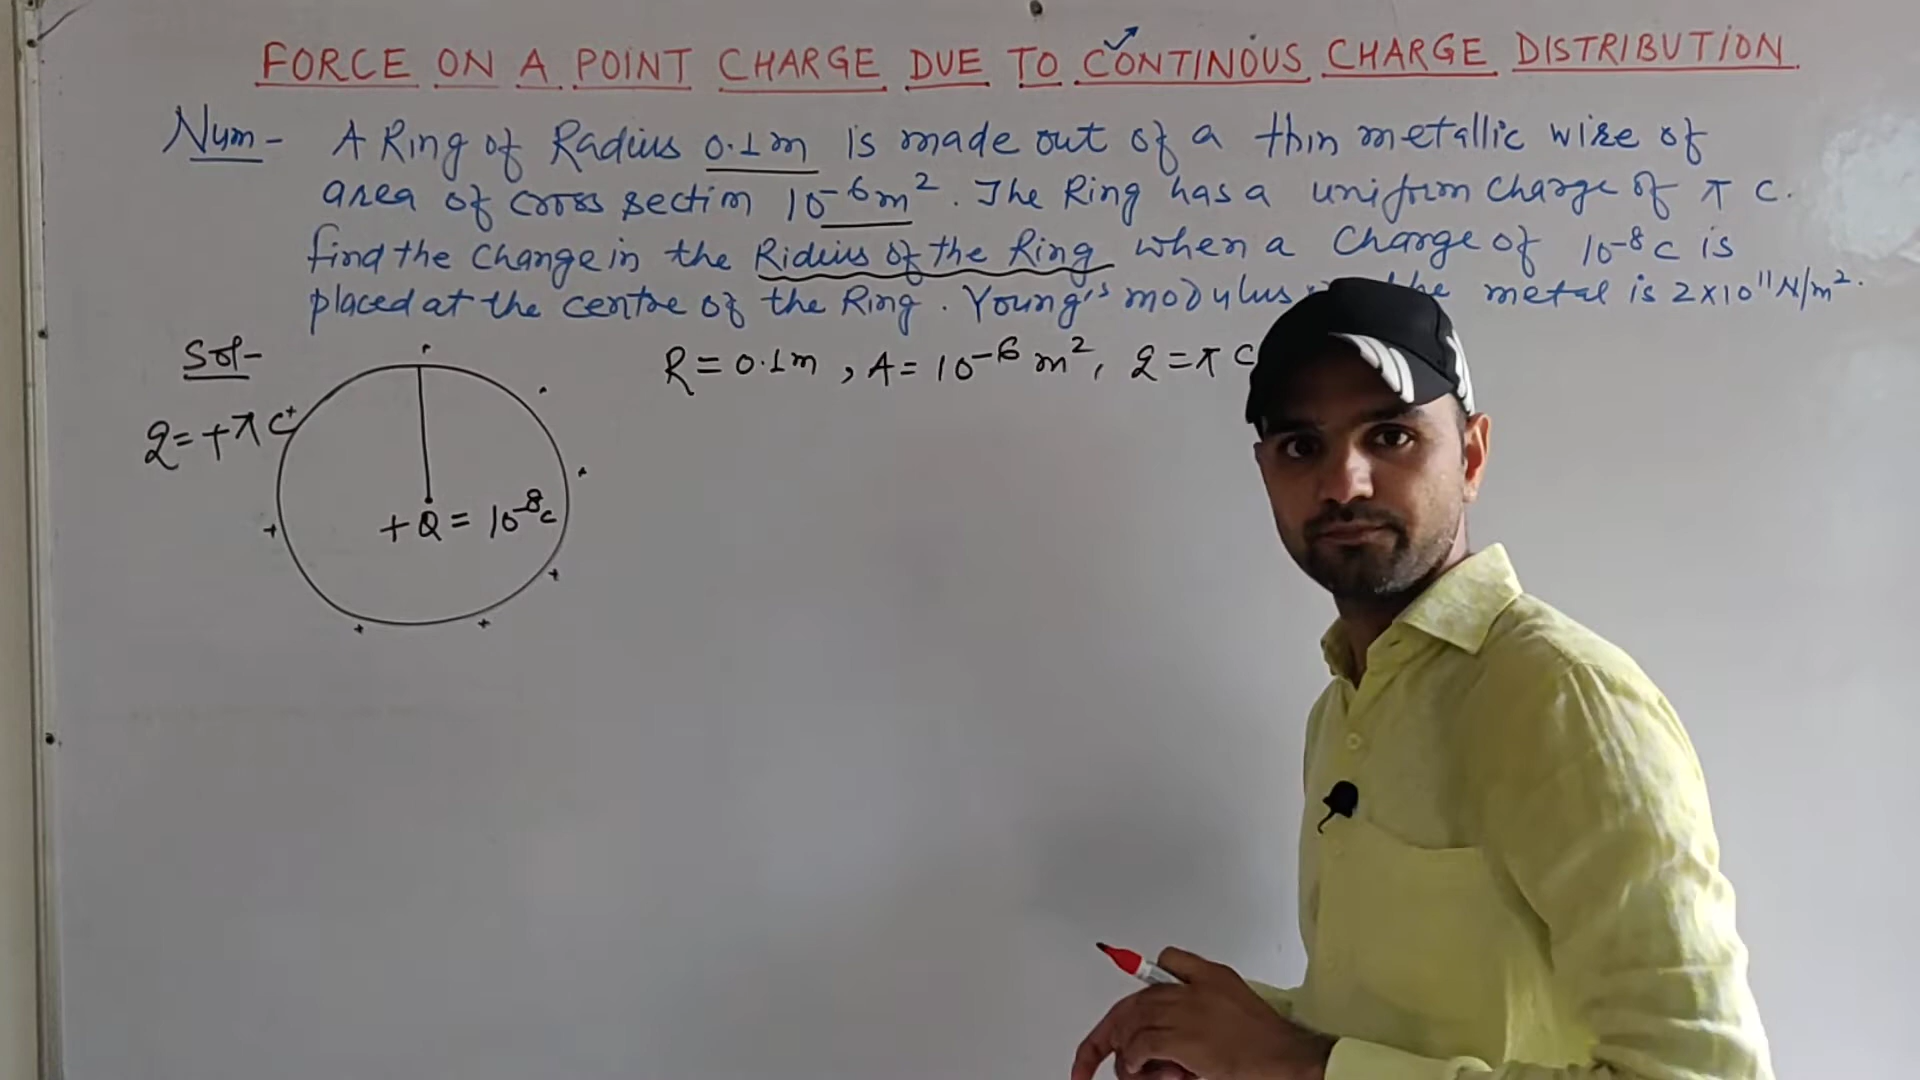 FORCE ON A POINT CHARGE DUE TO CONTINOUS CHARGE DISTRIBUTION
Num- A Ring of Radius 0.1m is made out of a thin metallic wire of
area of cross section 10⁻⁶m². The Ring has a uniform charge of π C.
find the change in the Ridius of the Ring when a charge of 10⁻⁸C is
placed at the centre of the Ring. Young's modulus the metal is 2×10¹¹N/m².
Sol-
R = 0.1m, A = 10⁻⁶ m², q = π C
q = +π C
+Q = 10⁻⁸C